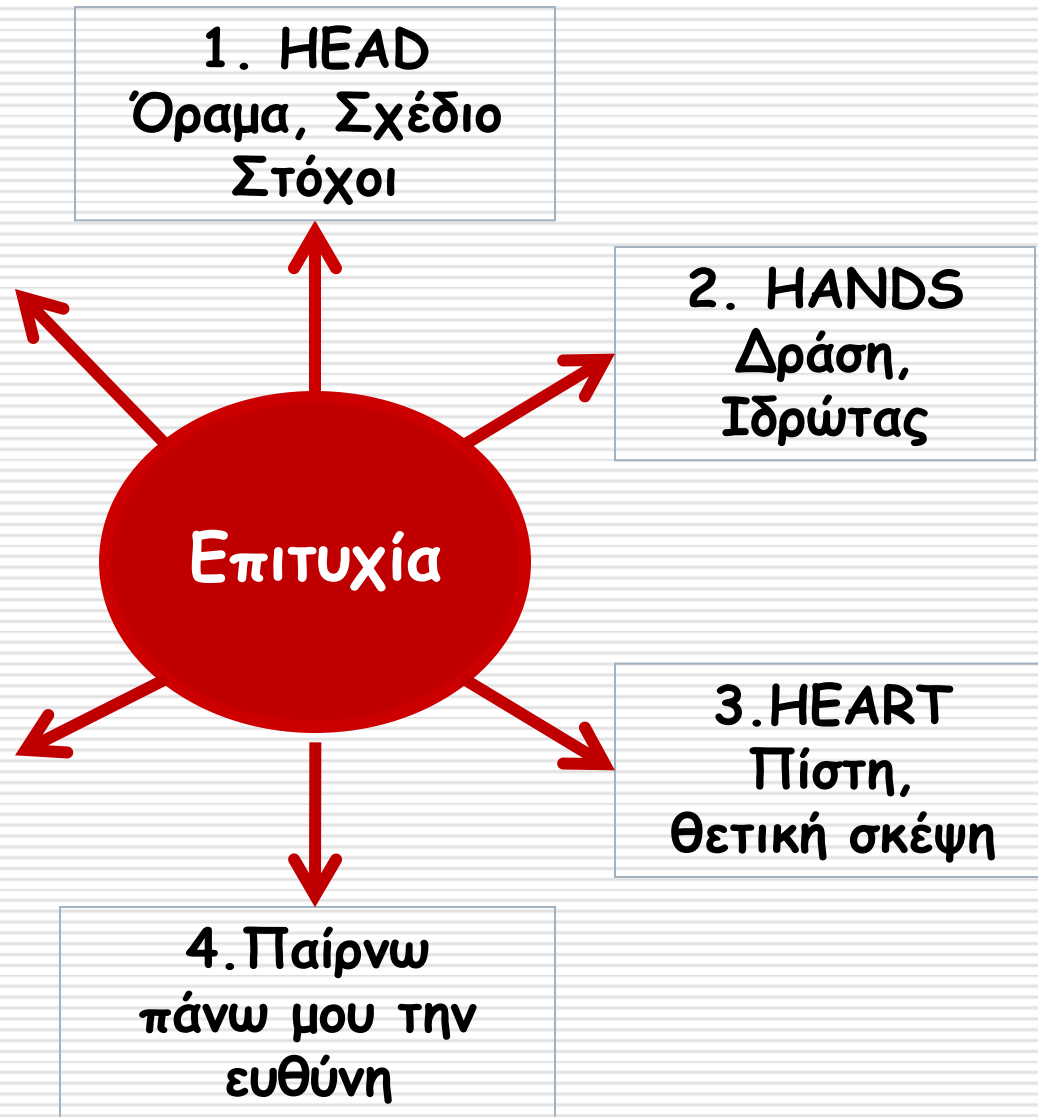 1. HEAD
Όραμα, Σχέδιο
Στόχοι
2. HANDS
Δράση,
Ιδρώτας
Επιτυχία
3.HEART
Πίστη,
θετική σκέψη
4.Παίρνω
πάνω μου την
ευθύνη